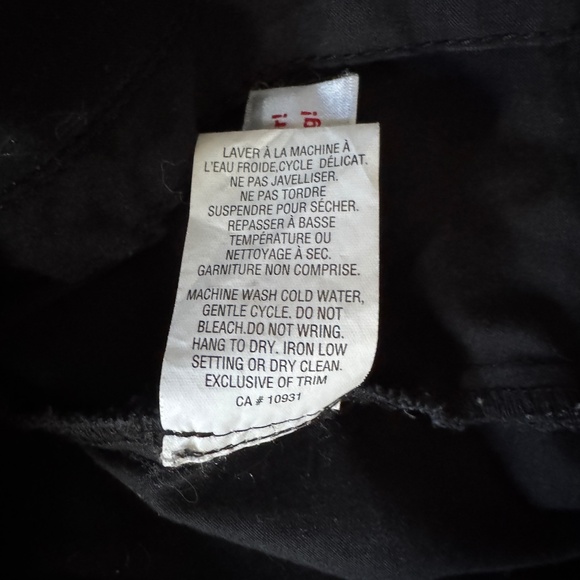 r!
g!
LAVER À LA MACHINE À
L'EAU FROIDE,CYCLE DÉLICAT.
NE PAS JAVELLISER.
NE PAS TORDRE
SUSPENDRE POUR SÉCHER.
REPASSER À BASSE
TEMPÉRATURE OU
NETTOYAGE À SEC.
GARNITURE NON COMPRISE.
MACHINE WASH COLD WATER,
GENTLE CYCLE. DO NOT
BLEACH.DO NOT WRING.
HANG TO DRY. IRON LOW
SETTING OR DRY CLEAN.
EXCLUSIVE OF TRIM
CA # 10931